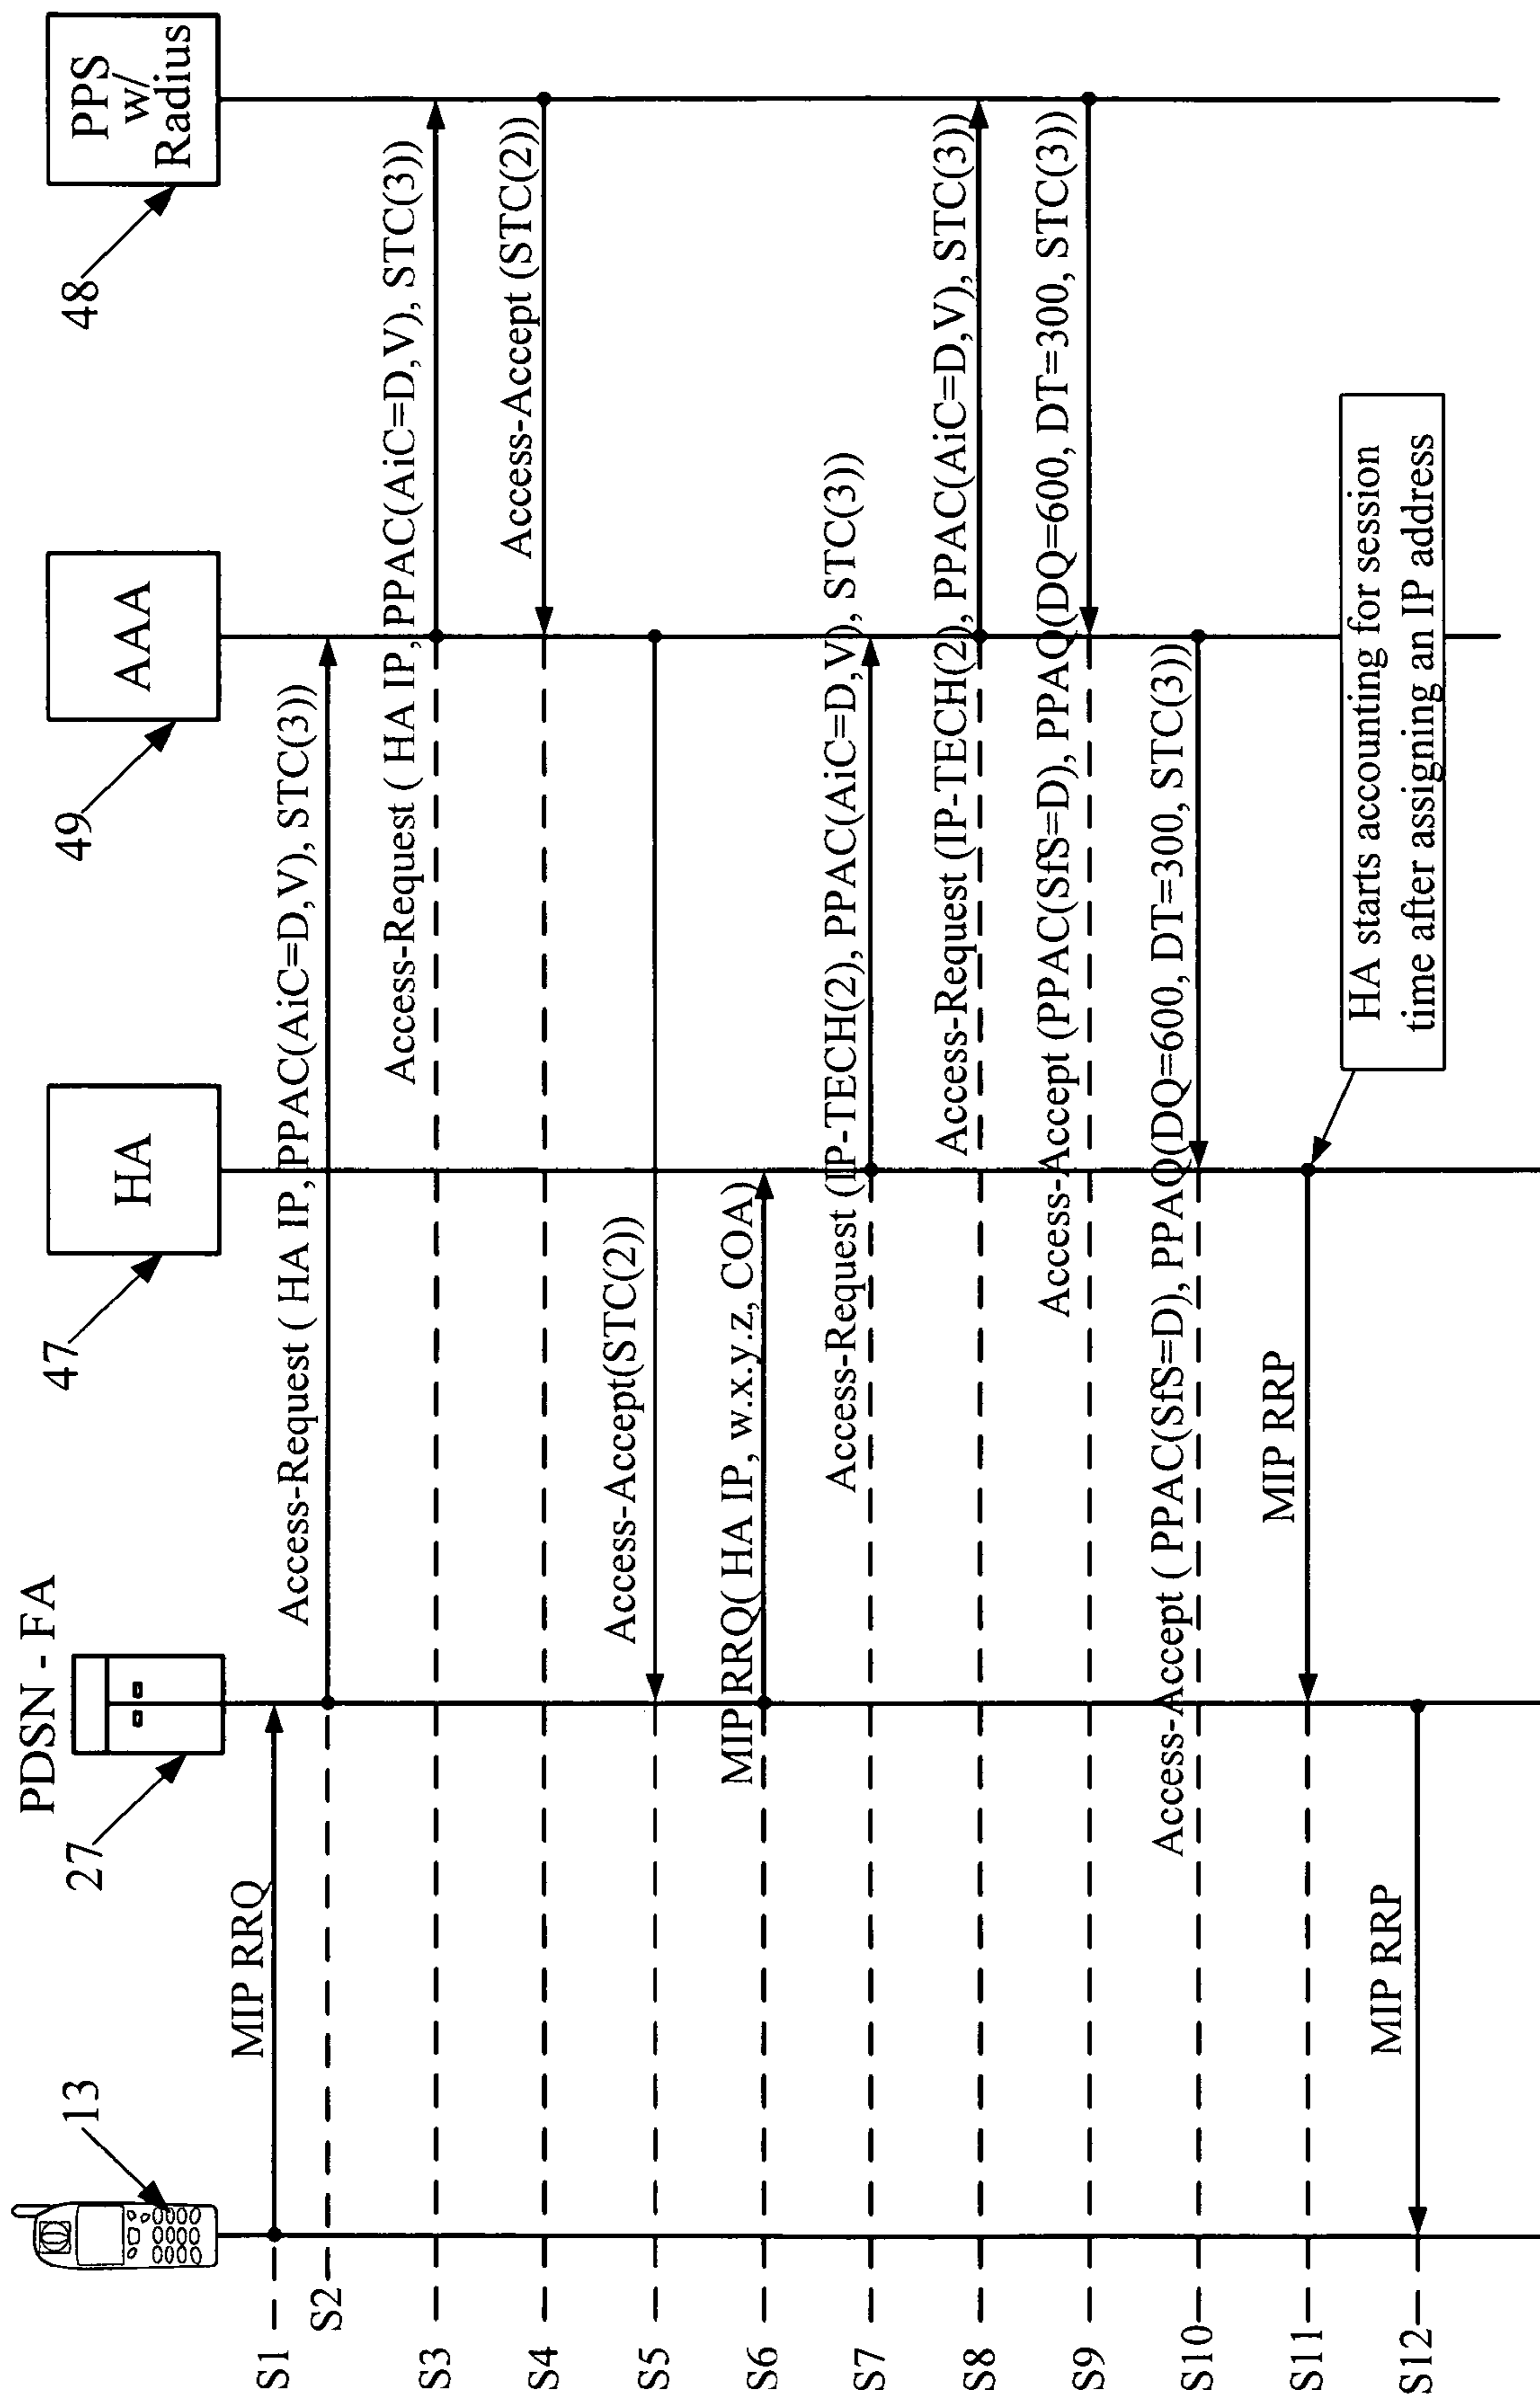 PDSN - FA
HA
AAA
PPS
w/
Radius
13
27
47
49
48
S1
MIP RRQ
S2
Access-Request ( HA IP, PPAC(AiC=D,V), STC(3))
S3
Access-Request ( HA IP, PPAC(AiC=D,V), STC(3))
S4
Access-Accept (STC(2))
S5
Access-Accept(STC(2))
S6
MIP RRQ( HA IP, w.x.y.z, COA)
S7
Access-Request (IP-TECH(2), PPAC(AiC=D,V), STC(3))
S8
Access-Request (IP-TECH(2), PPAC(AiC=D,V), STC(3))
S9
Access-Accept (PPAC(SfS=D), PPAQ(DQ=600, DT=300, STC(3))
S10
Access-Accept ( PPAC(SfS=D), PPAQ(DQ=600, DT=300, STC(3))
S11
MIP RRP
HA starts accounting for session
time after assigning an IP address
S12
MIP RRP